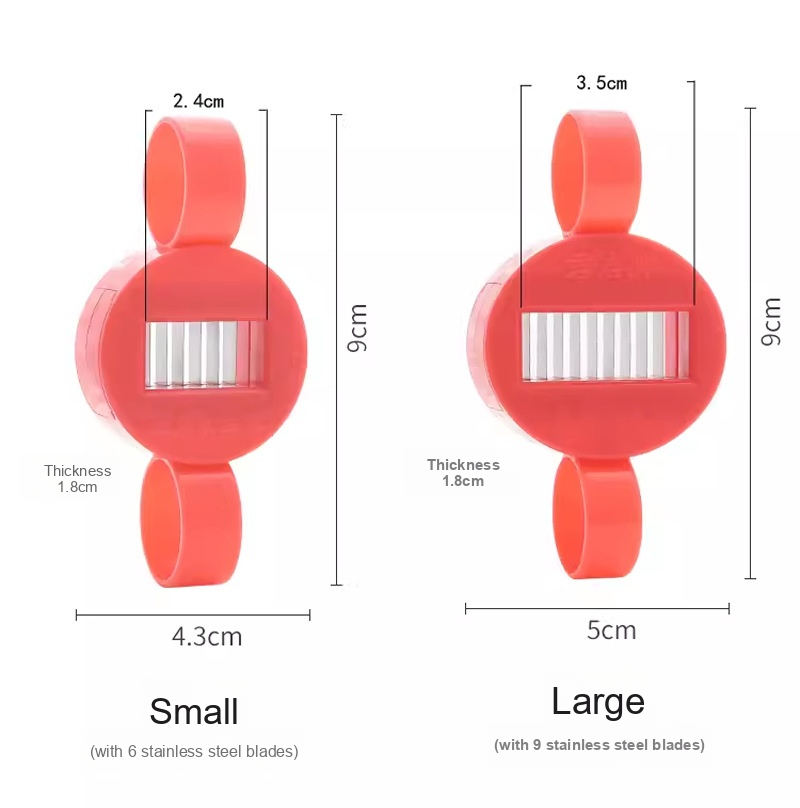 2.4cm
9cm
Thickness
1.8cm
4.3cm
Small
(with 6 stainless steel blades)
3.5cm
9cm
Thickness
1.8cm
5cm
Large
(with 9 stainless steel blades)